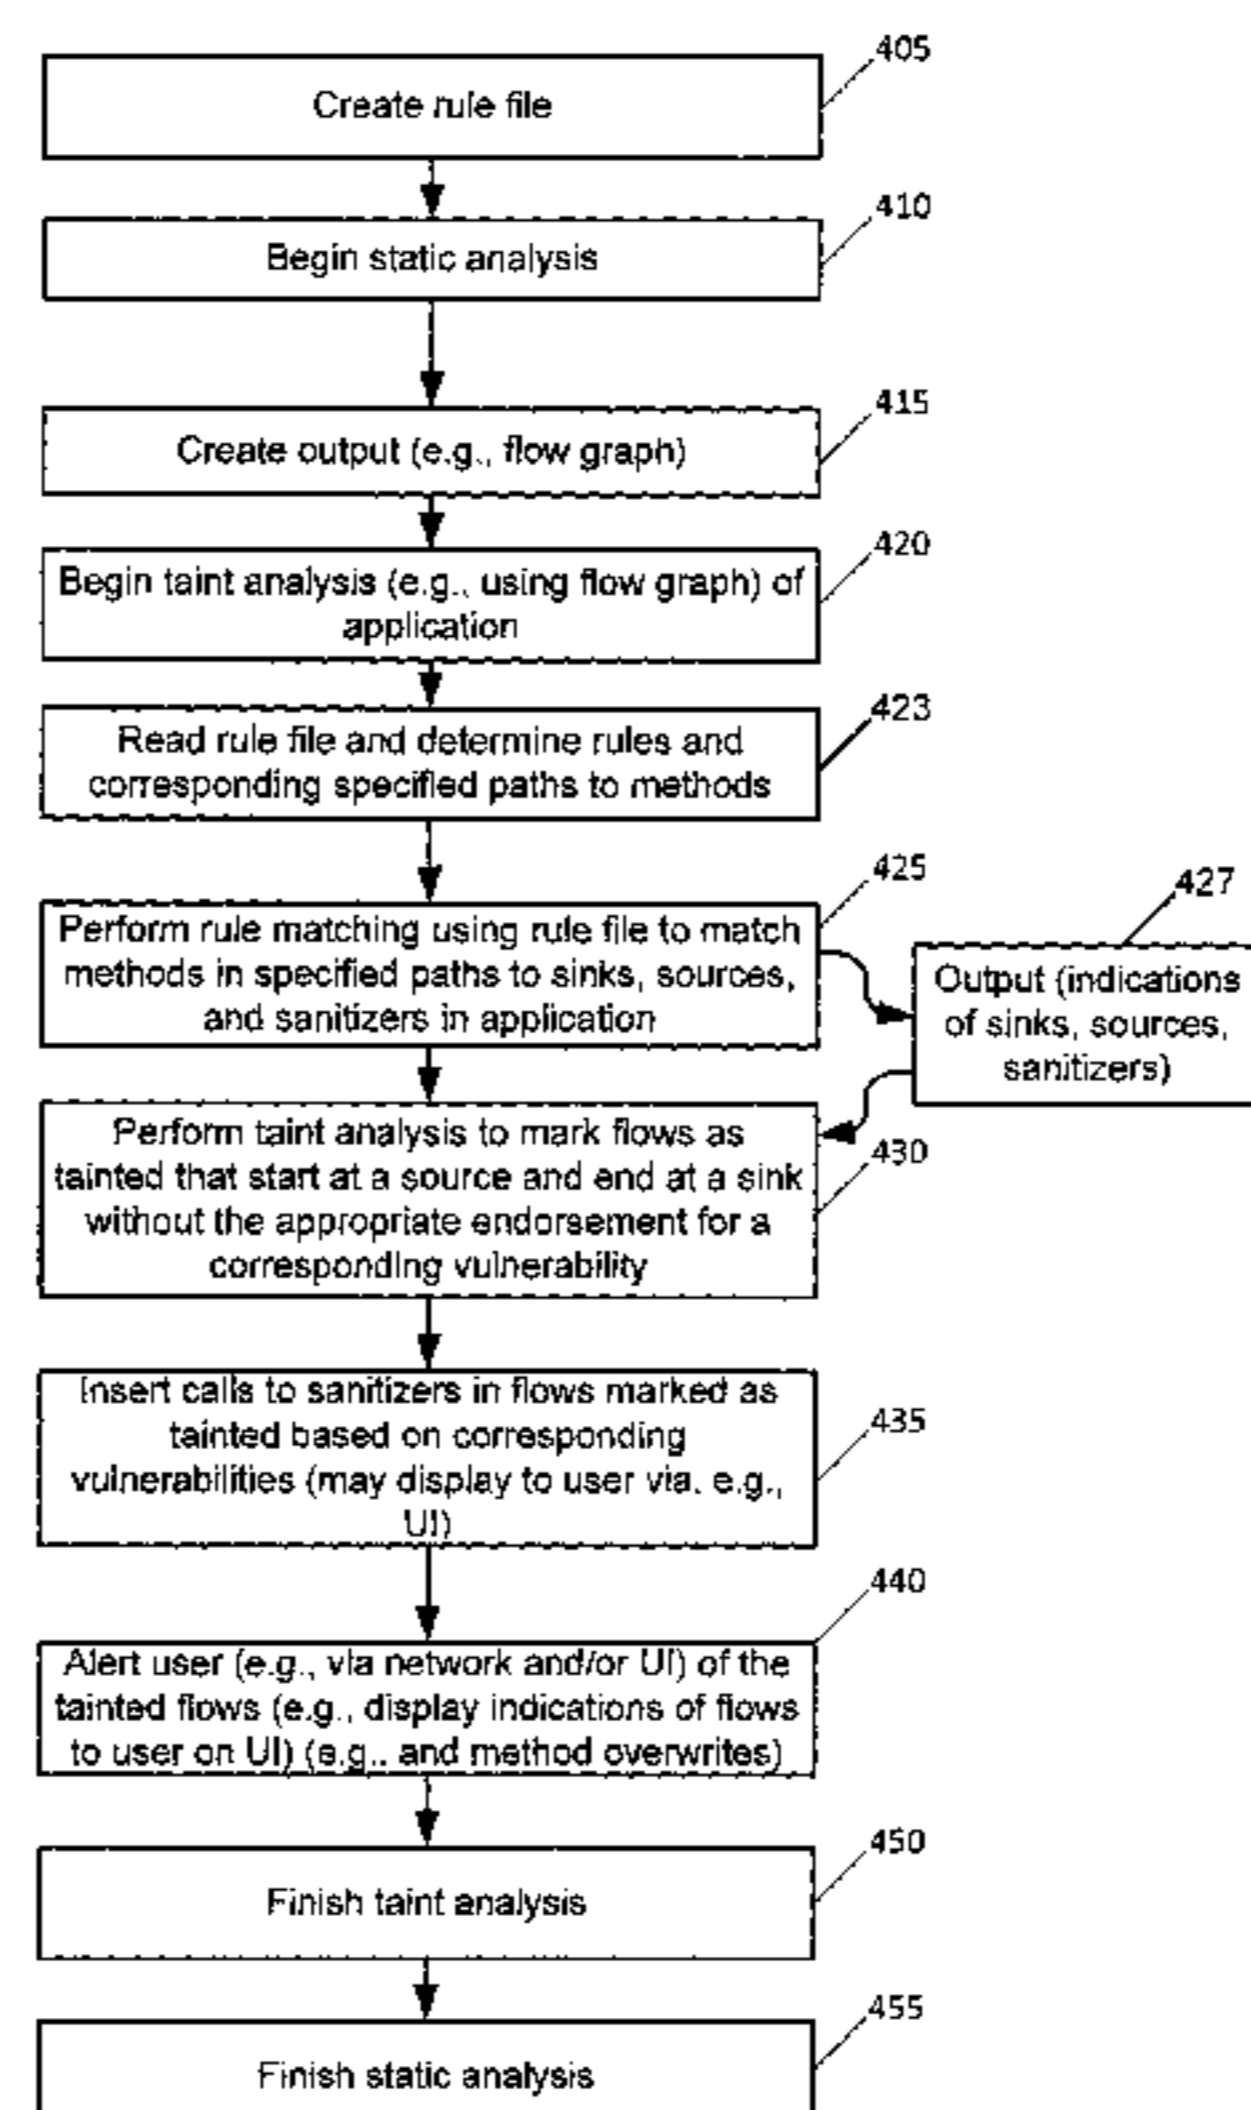 405
Create rule file
410
Begin static analysis
415
Create output (e.g., flow graph)
420
Begin taint analysis (e.g., using flow graph) of
application
423
Read rule file and determine rules and
corresponding specified paths to methods
425
Perform rule matching using rule file to match
methods in specified paths to sinks, sources,
and sanitizers in application
427
Output (indications
of sinks, sources,
sanitizers)
430
Perform taint analysis to mark flows as
tainted that start at a source and end at a sink
without the appropriate endorsement for a
corresponding vulnerability
435
Insert calls to sanitizers in flows marked as
tainted based on corresponding
vulnerabilities (may display to user via. e.g.,
UI)
440
Alert user (e.g., via network and/or UI) of the
tainted flows (e.g., display indications of flows
to user on UI) (e.g.. and method overwrites)
450
Finish taint analysis
455
Finish static analysis